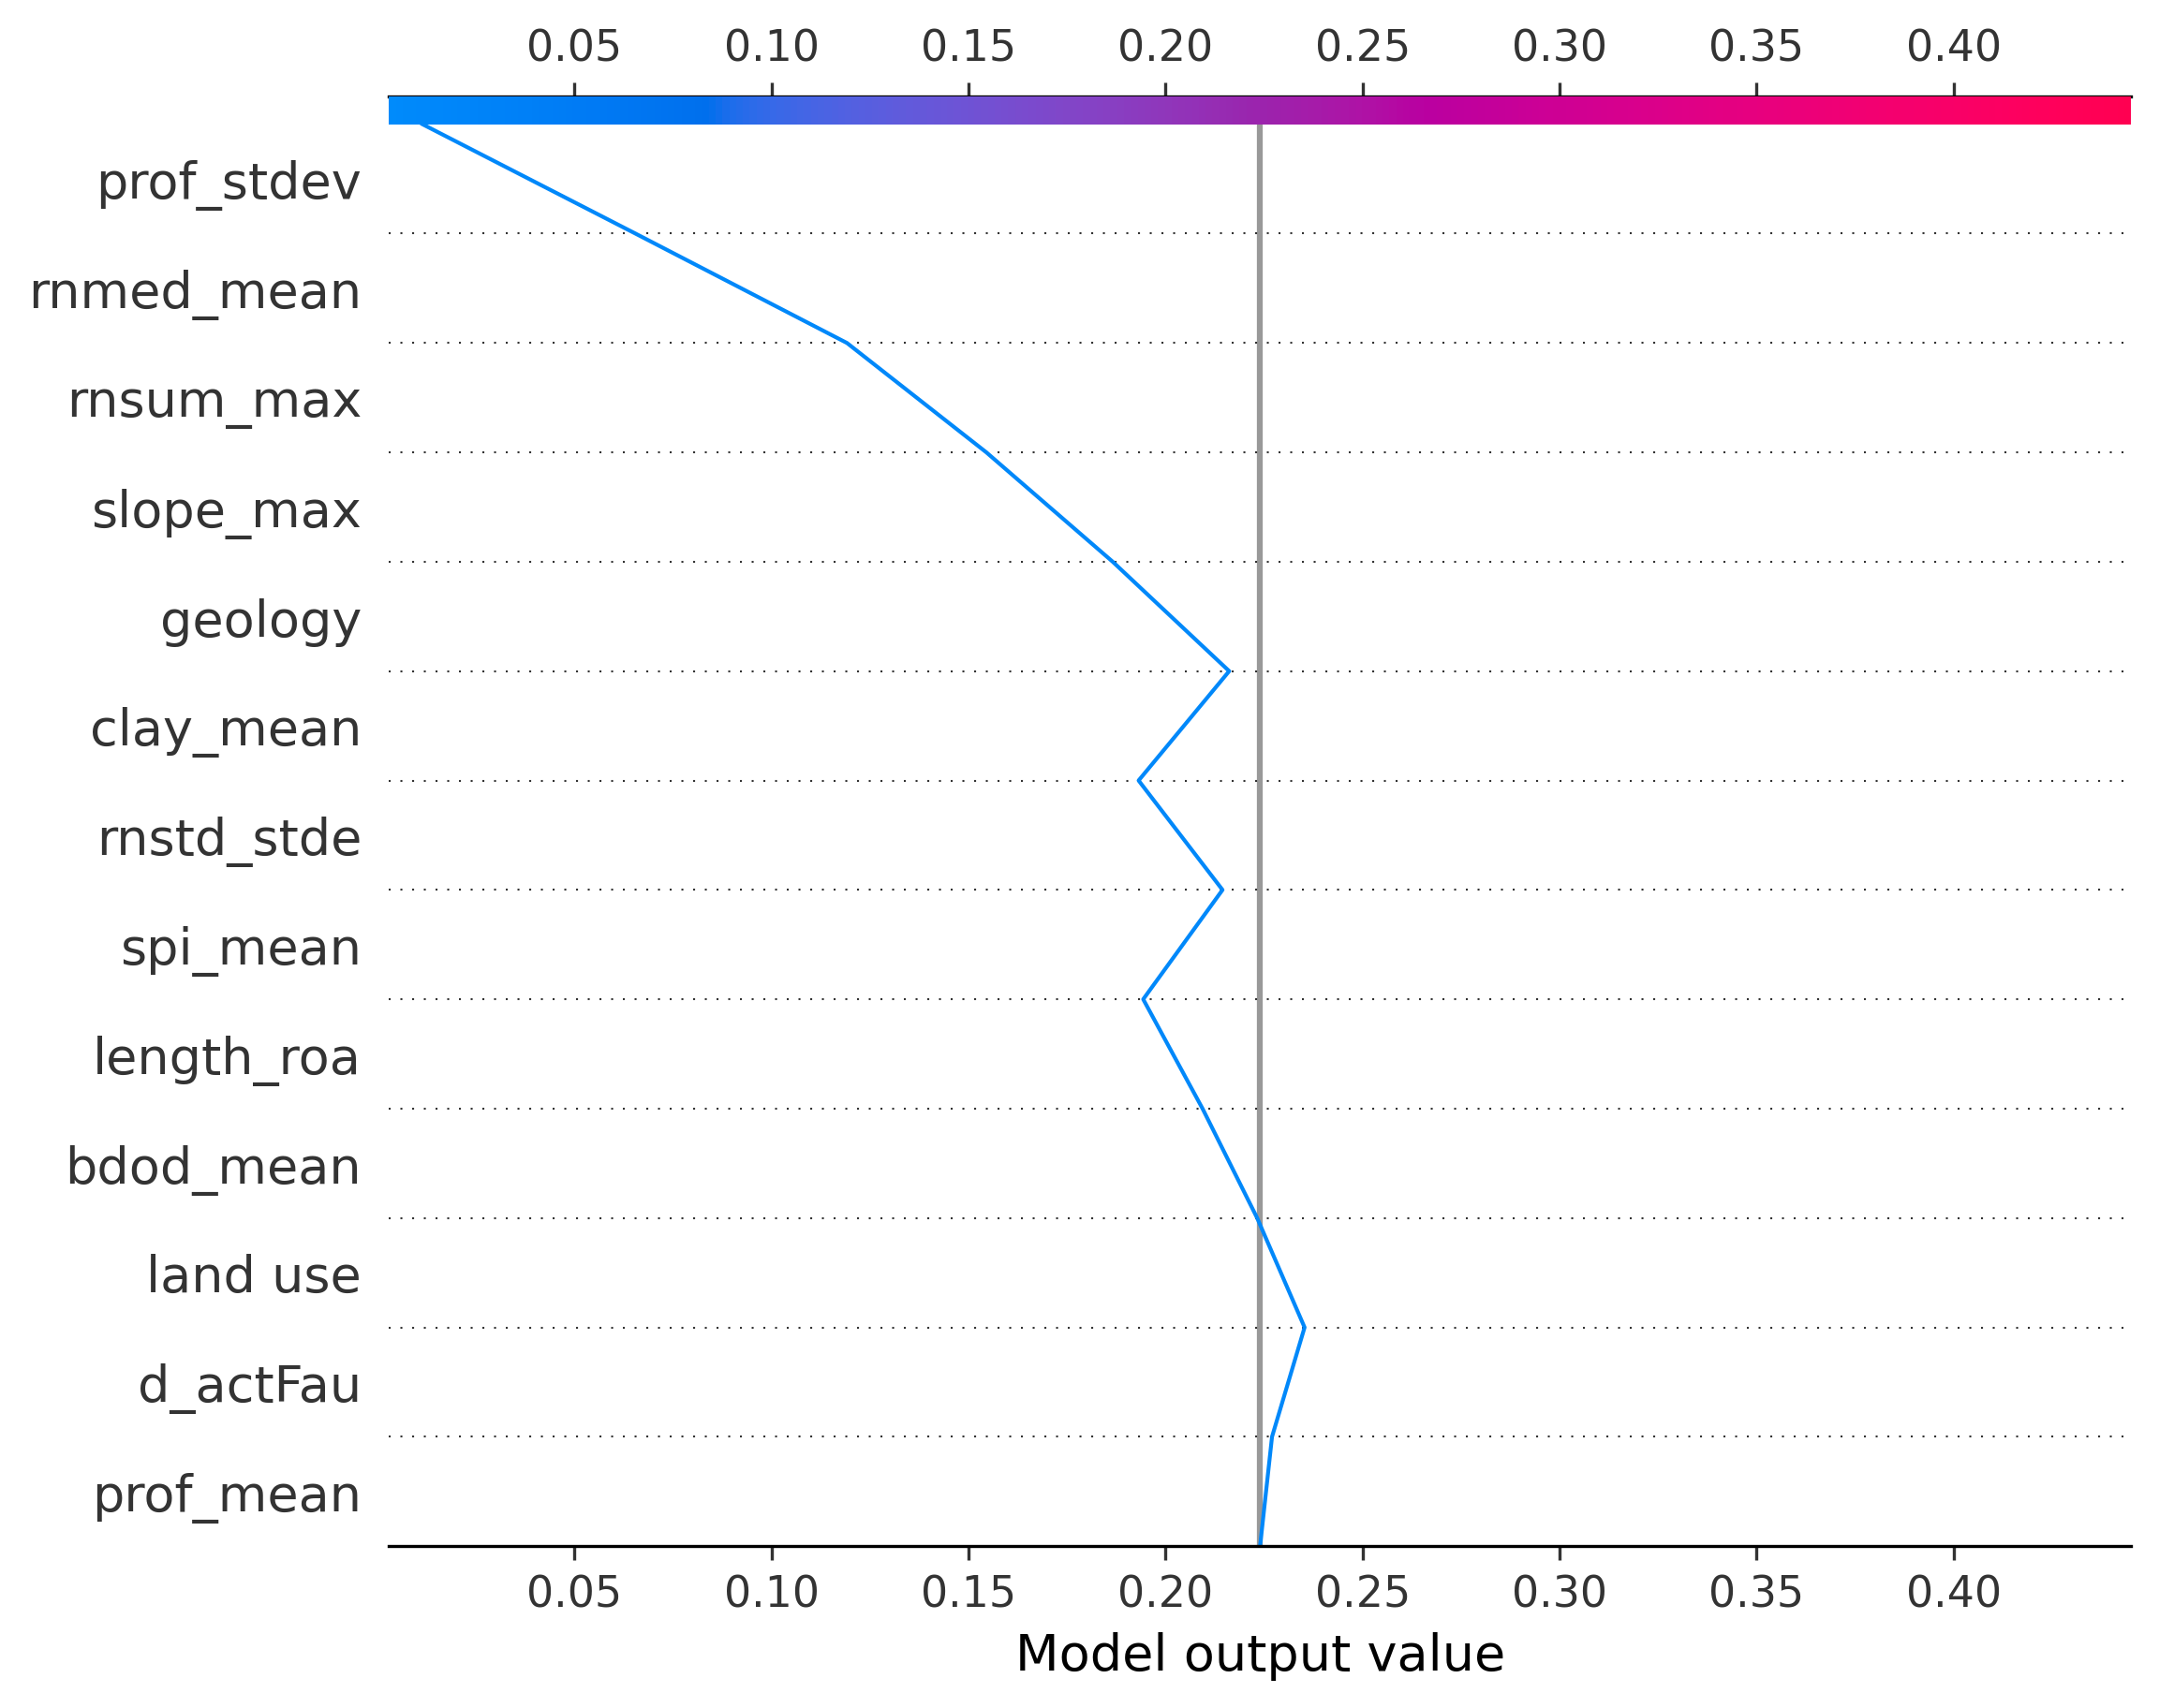 0.05 0.10 0.15 0.20 0.25 0.30 0.35 0.40
prof_stdev
rnmed_mean
rnsum_max
slope_max
geology
clay_mean
rnstd_stde
spi_mean
length_roa
bdod_mean
land use
d_actFau
prof_mean
0.05 0.10 0.15 0.20 0.25 0.30 0.35 0.40
Model output value